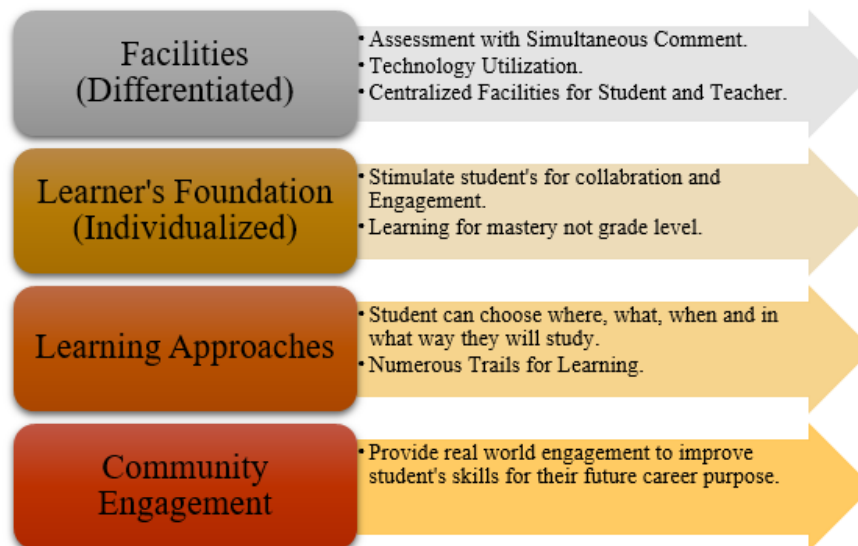 Facilities
(Differentiated)
• Assessment with Simultaneous Comment.
• Technology Utilization.
• Centralized Facilities for Student and Teacher.
Learner's Foundation
(Individualized)
• Stimulate student's for collabration and
Engagement.
• Learning for mastery not grade level.
Learning Approaches
• Student can choose where, what, when and in
what way they will study.
• Numerous Trails for Learning.
Community
Engagement
• Provide real world engagement to improve
student's skills for their future career purpose.